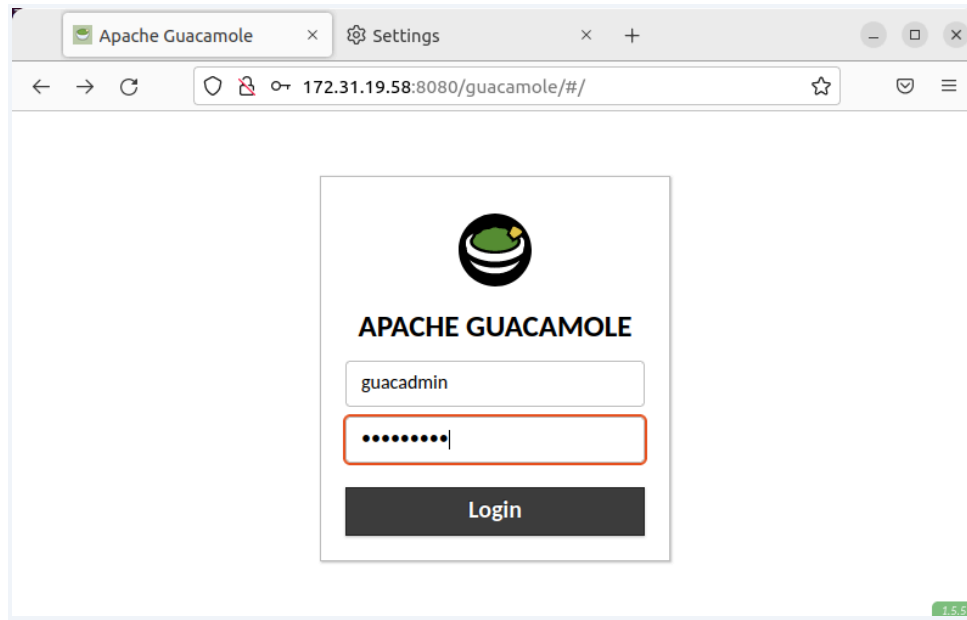 Apache Guacamole
Settings
172.31.19.58:8080/guacamole/#/
APACHE GUACAMOLE
guacadmin
•••••••••
Login
1.5.5